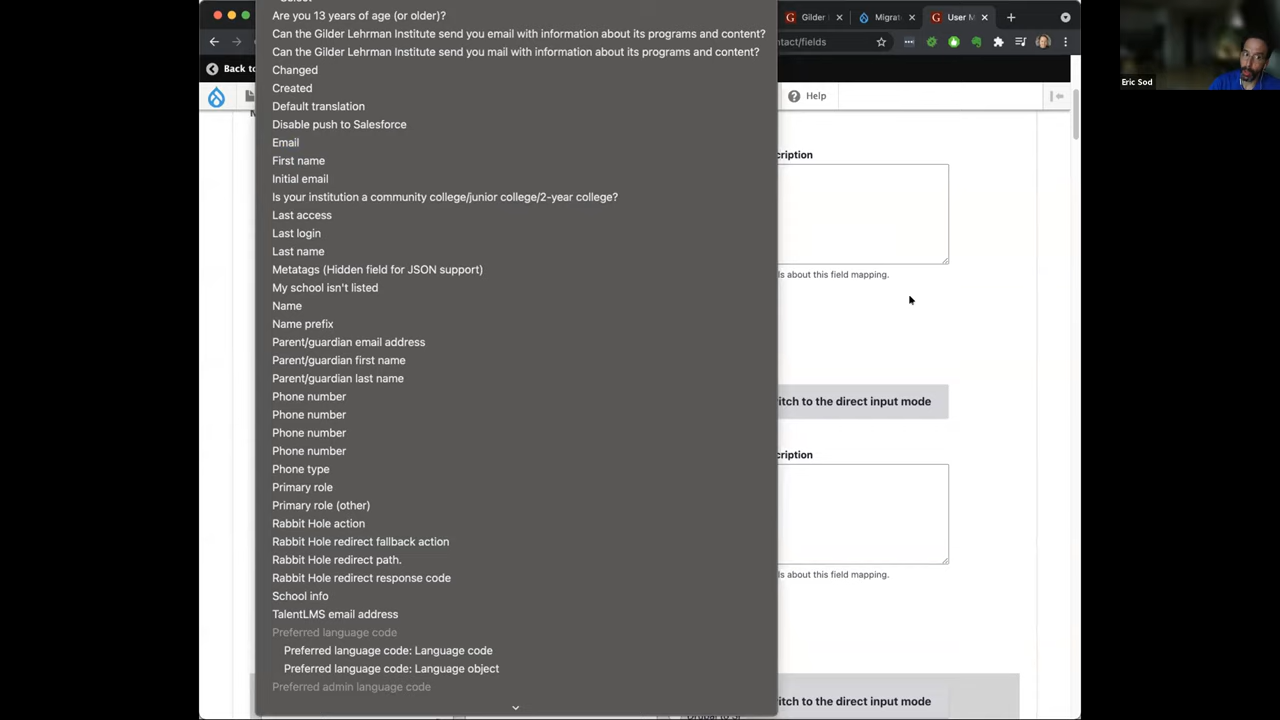 Select
Are you 13 years of age (or older)?
Can the Gilder Lehrman Institute send you email with information about its programs and content?
Can the Gilder Lehrman Institute send you mail with information about its programs and content?
Changed
Created
Default translation
Disable push to Salesforce
Email
First name
Initial email
Is your institution a community college/junior college/2-year college?
Last access
Last login
Last name
Metatags (Hidden field for JSON support)
My school isn't listed
Name
Name prefix
Parent/guardian email address
Parent/guardian first name
Parent/guardian last name
Phone number
Phone number
Phone number
Phone number
Phone type
Primary role
Primary role (other)
Rabbit Hole action
Rabbit Hole redirect fallback action
Rabbit Hole redirect path.
Rabbit Hole redirect response code
School info
TalentLMS email address
Preferred language code
Preferred language code: Language code
Preferred language code: Language object
Preferred admin language code
Gilder
Migrat
User M
ntact/fields
Back to
Help
cription
ls about this field mapping.
itch to the direct input mode
cription
ls about this field mapping.
itch to the direct input mode
Eric Sod